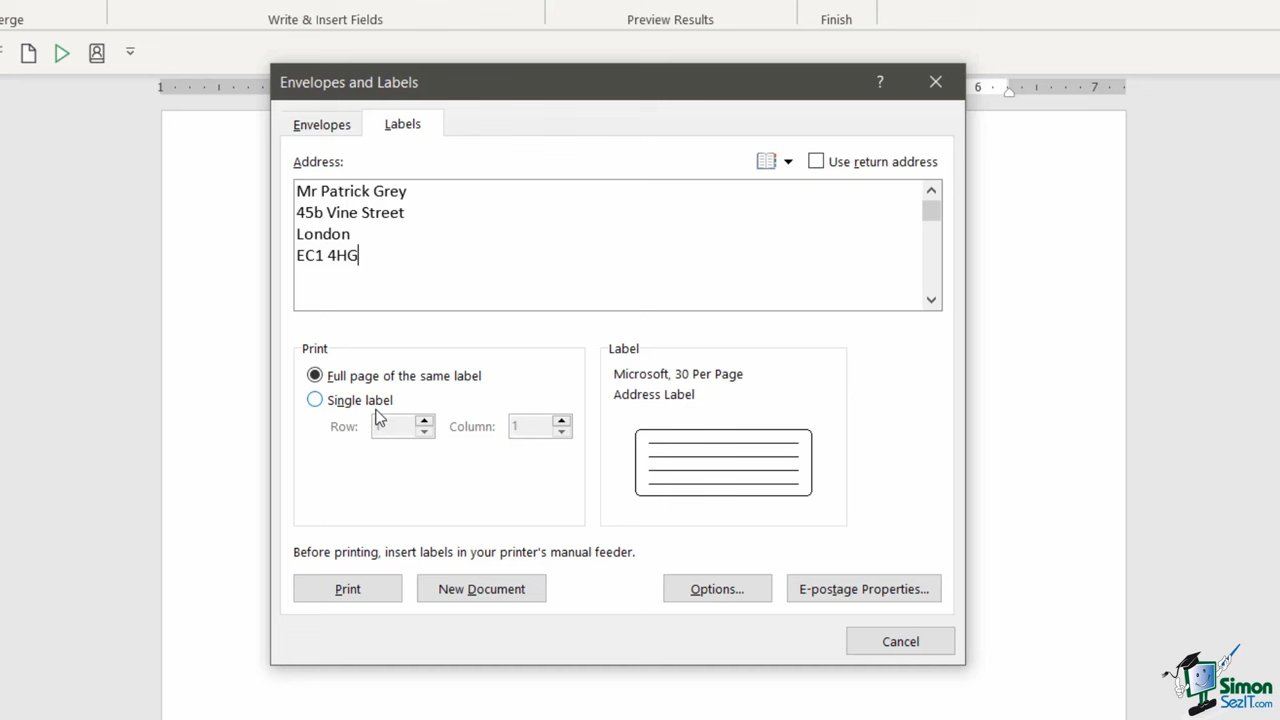 erge
Write & Insert Fields
Preview Results
Finish
1
6
7
Envelopes and Labels
?
Envelopes
Labels
Address:
Use return address
Mr Patrick Grey
45b Vine Street
London
EC1 4HG
Print
Full page of the same label
Single label
Row:
Column:
1
Label
Microsoft, 30 Per Page
Address Label
Before printing, insert labels in your printer's manual feeder.
Print
New Document
Options...
E-postage Properties...
Cancel
Simon
SezIT.com